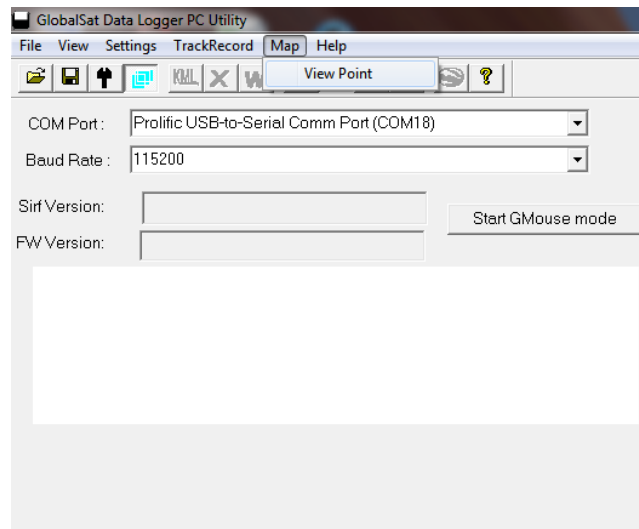 GlobalSat Data Logger PC Utility
File View Settings TrackRecord Map Help
KML View Point
COM Port : Prolific USB-to-Serial Comm Port (COM18)
Baud Rate : 115200
Sirf Version:
Start GMouse mode
FW Version: